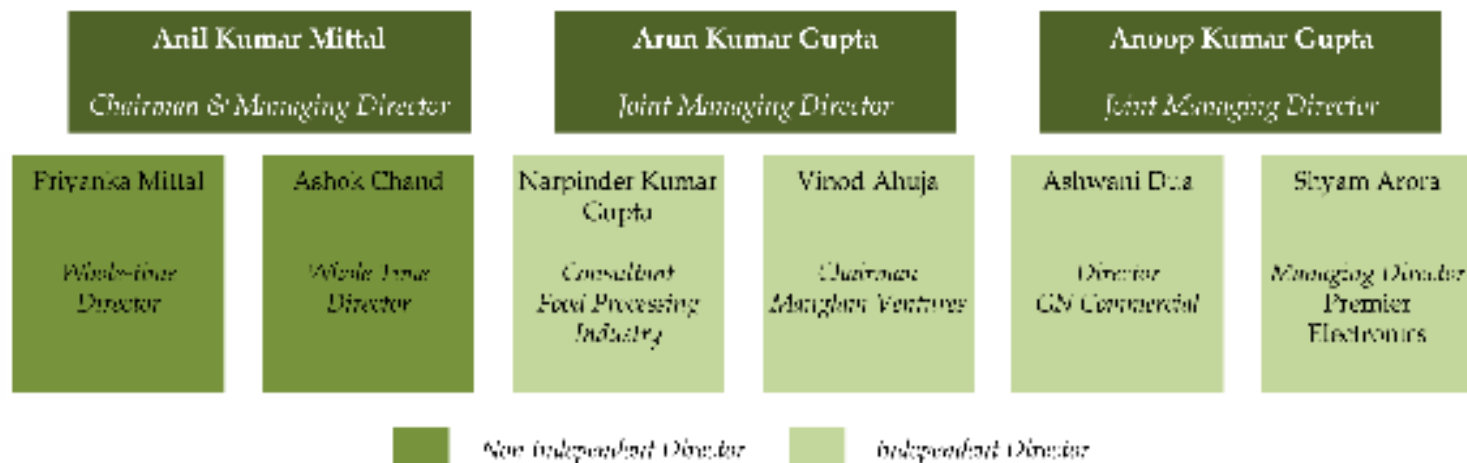 Anil Kumar Mittal
Chairman & Managing Director
Arun Kumar Gupta
Joint Managing Director
Anoop Kumar Gupta
Joint Managing Director
Priyanka Mittal
Whole-time
Director
Ashok Chand
Whole Time
Director
Narpinder Kumar
Gupta
Consultant
Food Processing
Industry
Vinod Ahuja
Chairman
Manglam Ventures
Ashwani Dua
Director
GN Commercial
Shyam Arora
Managing Director
Premier
Electronics
Non Independent Director
Independent Director